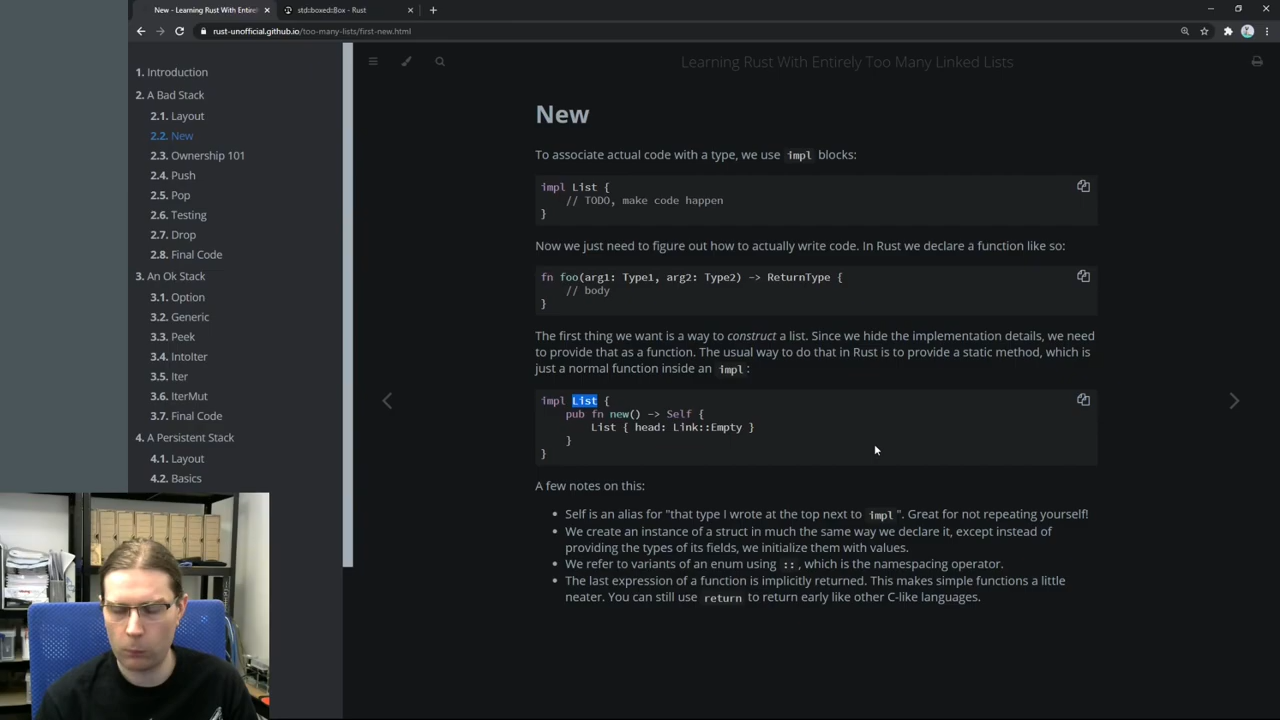 New - Learning Rust With Entirel
std::boxed::Box - Rust
rust-unofficial.github.io/too-many-lists/first-new.html
1. Introduction
2. A Bad Stack
2.1. Layout
2.2. New
2.3. Ownership 101
2.4. Push
2.5. Pop
2.6. Testing
2.7. Drop
2.8. Final Code
3. An Ok Stack
3.1. Option
3.2. Generic
3.3. Peek
3.4. IntoIter
3.5. Iter
3.6. IterMut
3.7. Final Code
4. A Persistent Stack
4.1. Layout
4.2. Basics
Learning Rust With Entirely Too Many Linked Lists
New
To associate actual code with a type, we use impl blocks:
impl List {
// TODO, make code happen
}
Now we just need to figure out how to actually write code. In Rust we declare a function like so:
fn foo(arg1: Type1, arg2: Type2) -> ReturnType {
// body
}
The first thing we want is a way to construct a list. Since we hide the implementation details, we need
to provide that as a function. The usual way to do that in Rust is to provide a static method, which is
just a normal function inside an impl:
impl List {
pub fn new() -> Self {
List { head: Link::Empty }
}
}
A few notes on this:
• Self is an alias for "that type I wrote at the top next to impl". Great for not repeating yourself!
• We create an instance of a struct in much the same way we declare it, except instead of
providing the types of its fields, we initialize them with values.
• We refer to variants of an enum using ::, which is the namespacing operator.
• The last expression of a function is implicitly returned. This makes simple functions a little
neater. You can still use return to return early like other C-like languages.